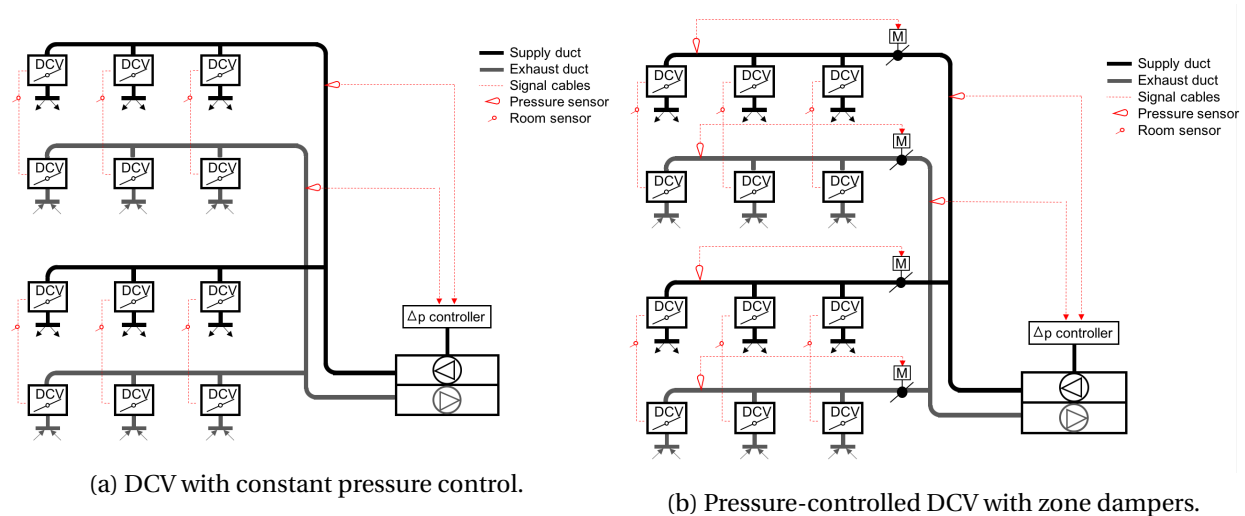 DCV DCV DCV
Supply duct
Exhaust duct
Signal cables
Pressure sensor
Room sensor
DCV DCV DCV
DCV DCV DCV
Δp controller
DCV DCV DCV
(a) DCV with constant pressure control.
M
Supply duct
Exhaust duct
Signal cables
Pressure sensor
Room sensor
DCV DCV DCV
M
DCV DCV DCV
M
DCV DCV DCV
Δp controller
M
DCV DCV DCV
(b) Pressure-controlled DCV with zone dampers.